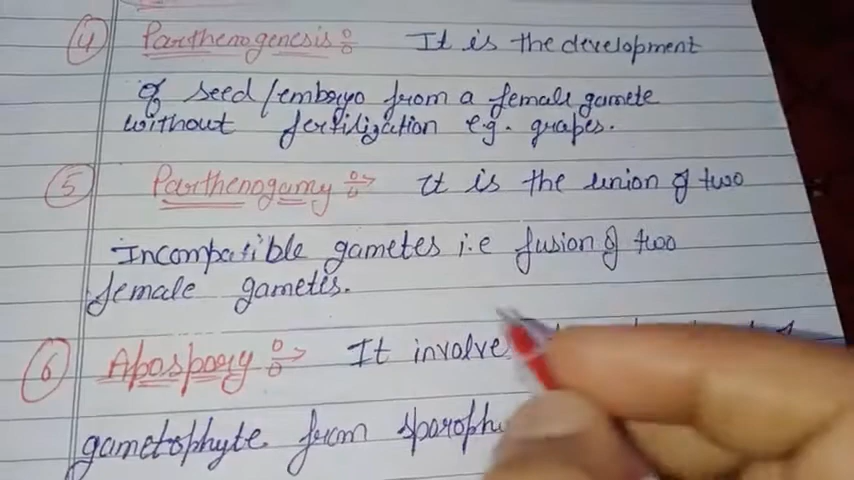 4 Parthenogenesis : It is the development
of seed/embryo from a female gamete
without fertilization e.g. grapes.
5 Parthenogamy :-> It is the union of two
Incompatible gametes i.e fusion of two
female gametes.
6 Apospory :-> It involve
gametophyte from